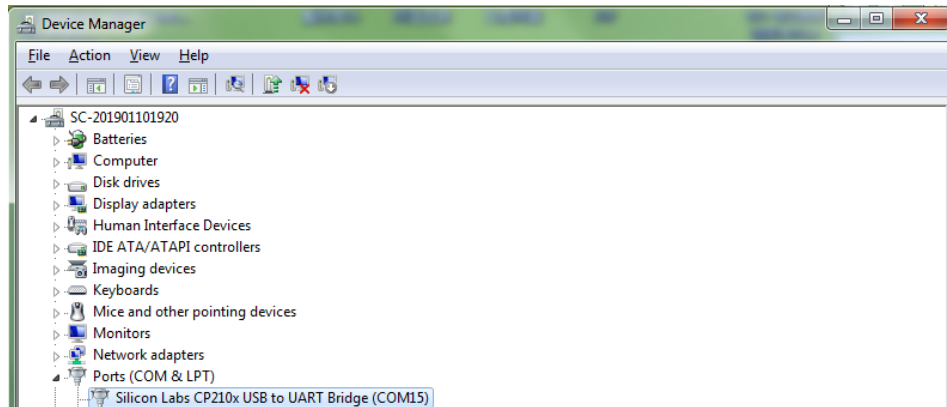 Device Manager
File Action View Help
SC-201901101920
Batteries
Computer
Disk drives
Display adapters
Human Interface Devices
IDE ATA/ATAPI controllers
Imaging devices
Keyboards
Mice and other pointing devices
Monitors
Network adapters
Ports (COM & LPT)
Silicon Labs CP210x USB to UART Bridge (COM15)